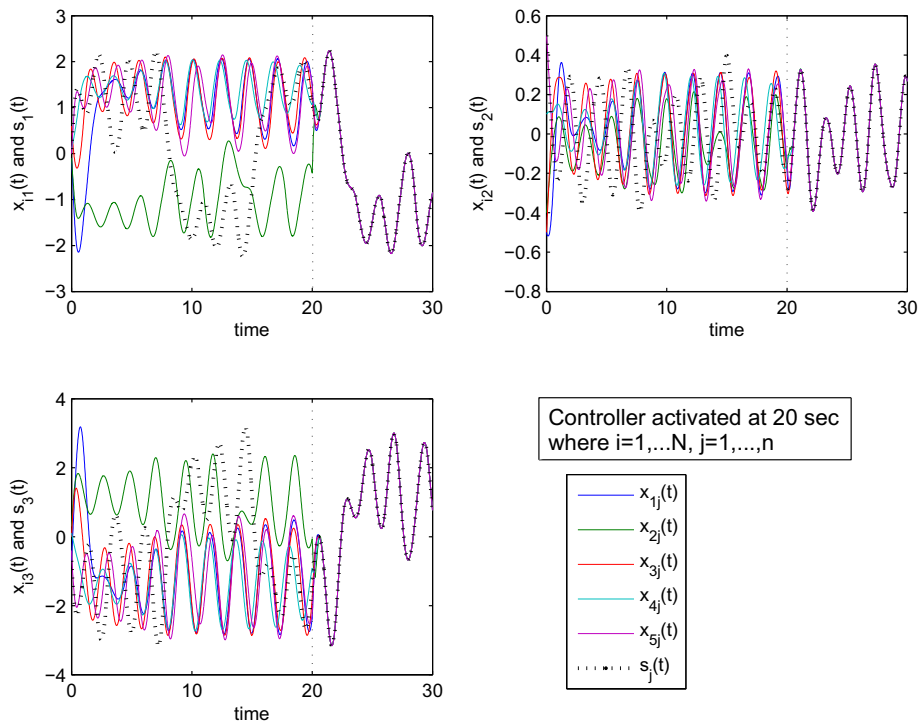 3
2
1
0
−1
−2
−3
0
10
20
30
time
x_{i1}(t) and s_1(t)
0.6
0.4
0.2
0
−0.2
−0.4
−0.6
−0.8
0
10
20
30
time
x_{i2}(t) and s_2(t)
4
2
0
−2
−4
0
10
20
30
time
x_{i3}(t) and s_3(t)
Controller activated at 20 sec
where i=1,...N, j=1,...,n
x_{1j}(t)
x_{2j}(t)
x_{3j}(t)
x_{4j}(t)
x_{5j}(t)
s_j(t)